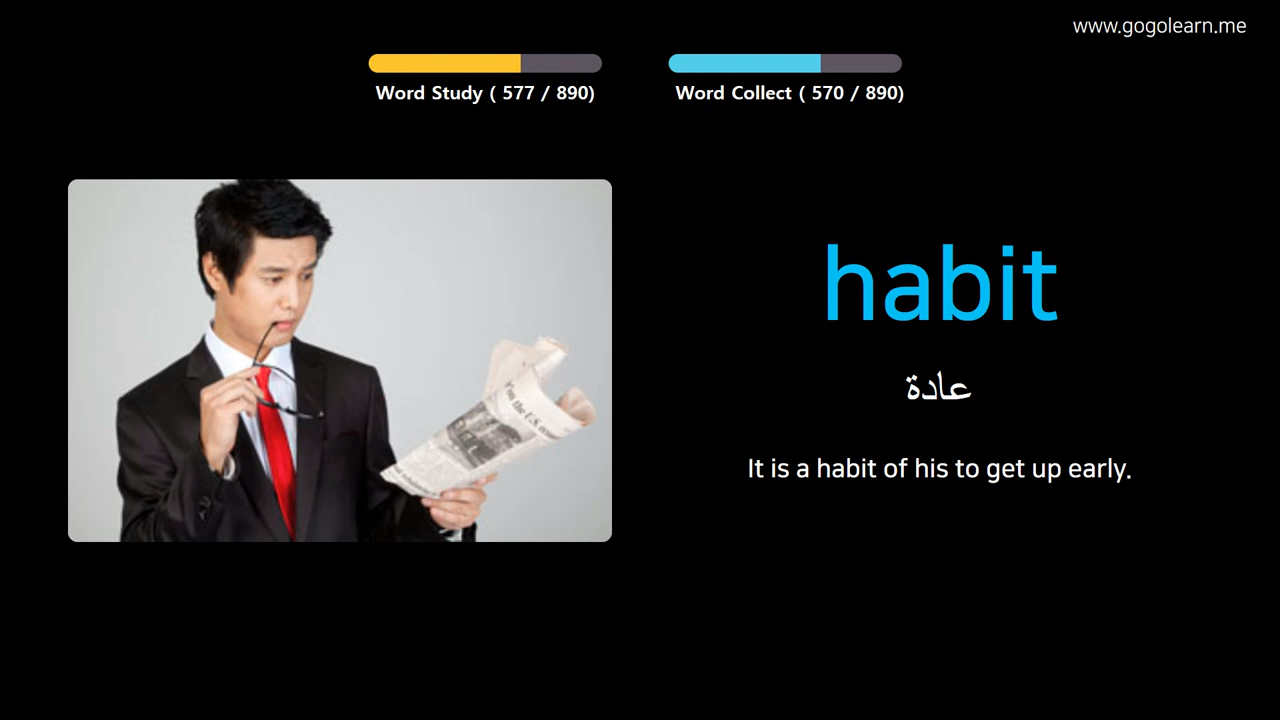 www.gogolearn.me
Word Study ( 577 / 890)
Word Collect ( 570 / 890)
habit
عادة
It is a habit of his to get up early.